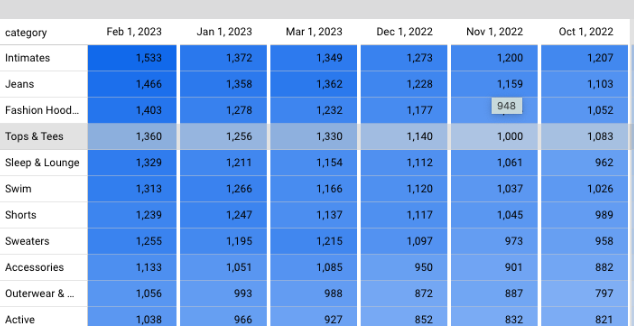 category Feb 1, 2023 Jan 1, 2023 Mar 1, 2023 Dec 1, 2022 Nov 1, 2022 Oct 1, 2022
Intimates 1,533 1,372 1,349 1,273 1,200 1,207
Jeans 1,466 1,358 1,362 1,228 1,159 1,103
948
Fashion Hood... 1,403 1,278 1,232 1,177 1,052
Tops & Tees 1,360 1,256 1,330 1,140 1,000 1,083
Sleep & Lounge 1,329 1,211 1,154 1,112 1,061 962
Swim 1,313 1,266 1,166 1,120 1,037 1,026
Shorts 1,239 1,247 1,137 1,117 1,045 989
Sweaters 1,255 1,195 1,215 1,097 973 958
Accessories 1,133 1,051 1,085 950 901 882
Outerwear & ... 1,056 993 988 872 887 797
Active 1,038 966 927 852 832 821